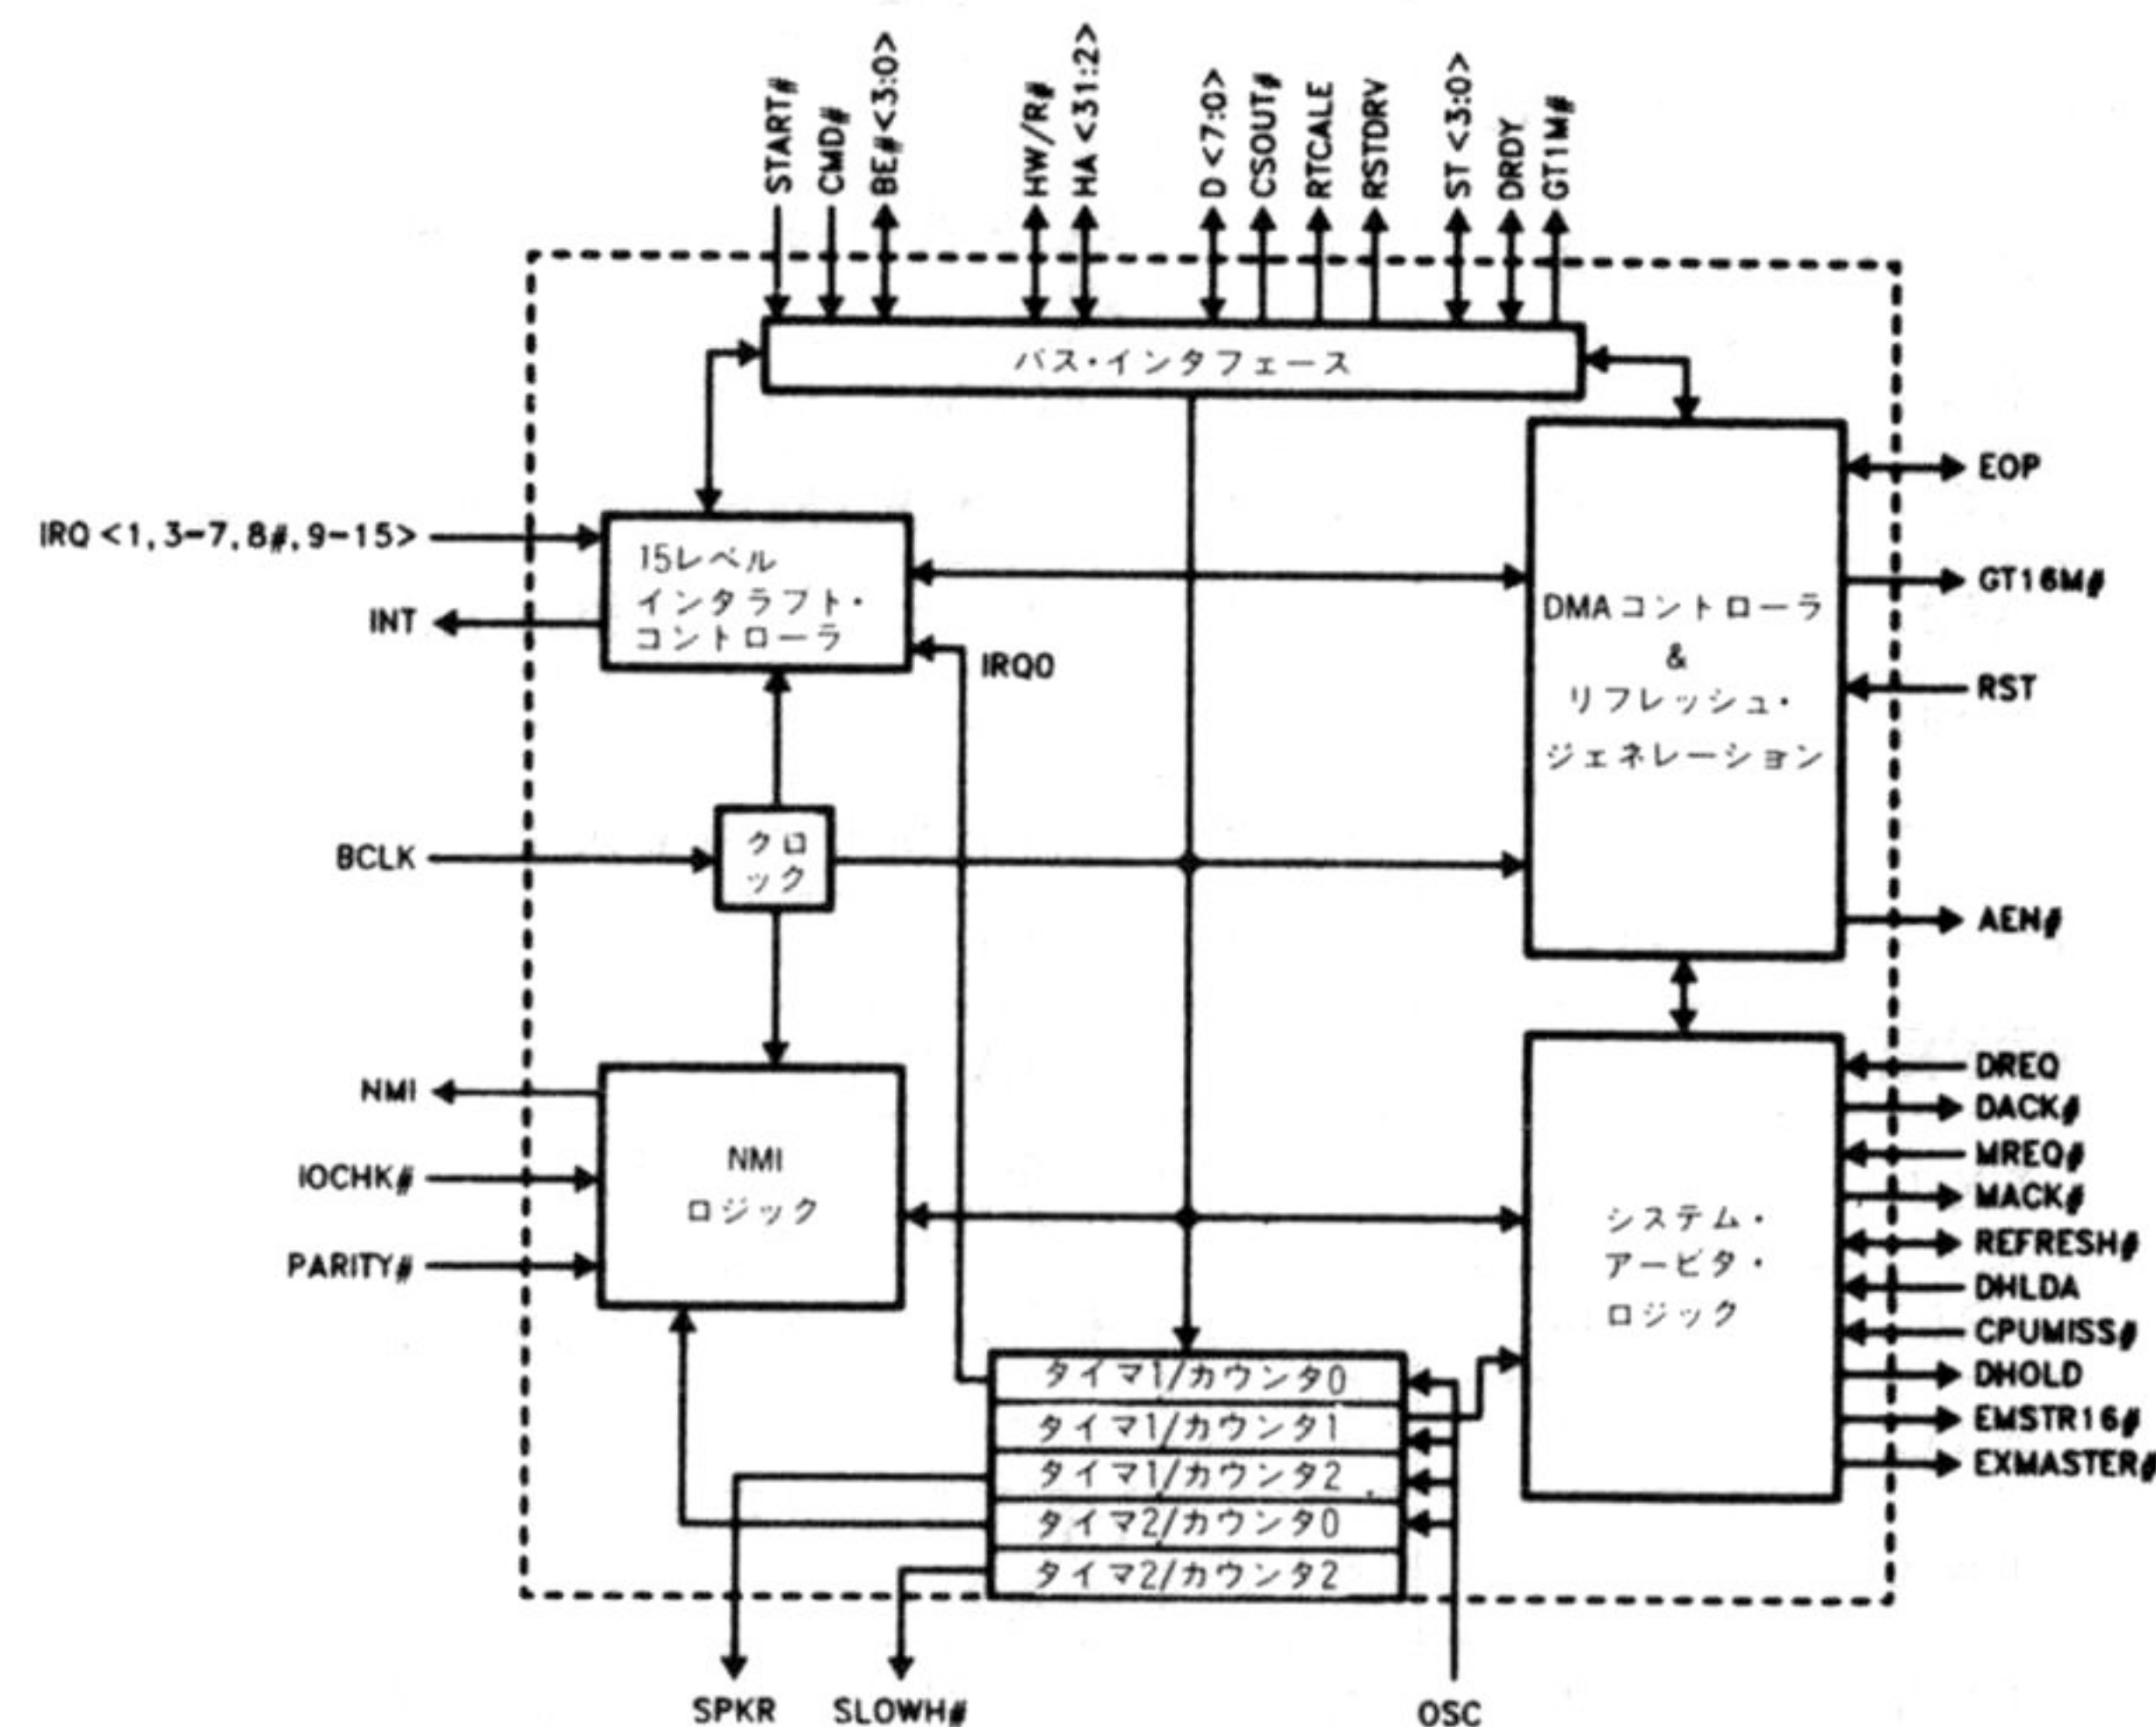 START#
CMD#
BE#<3:0>
HW/R#
HA<31:2>
D<7:0>
CSOUT#
RTCALE
RSTDRV
ST<3:0>
DRDY
GT1M#
バス・インタフェース
IRQ<1,3-7,8#,9-15>
INT
15レベル
インタラフト・
コントローラ
IRQ0
DMAコントローラ
&
リフレッシュ・
ジェネレーション
EOP
GT16M#
RST
AEN#
BCLK
クロ
ック
NMI
IOCHK#
PARITY#
NMI
ロジック
システム・
アービタ・
ロジック
DREQ
DACK#
MREQ#
MACK#
REFRESH#
DHLDA
CPUMISS#
DHOLD
EMSTR16#
EXMASTER#
タイマ1/カウンタ0
タイマ1/カウンタ1
タイマ1/カウンタ2
タイマ2/カウンタ0
タイマ2/カウンタ2
SPKR
SLOWH#
OSC